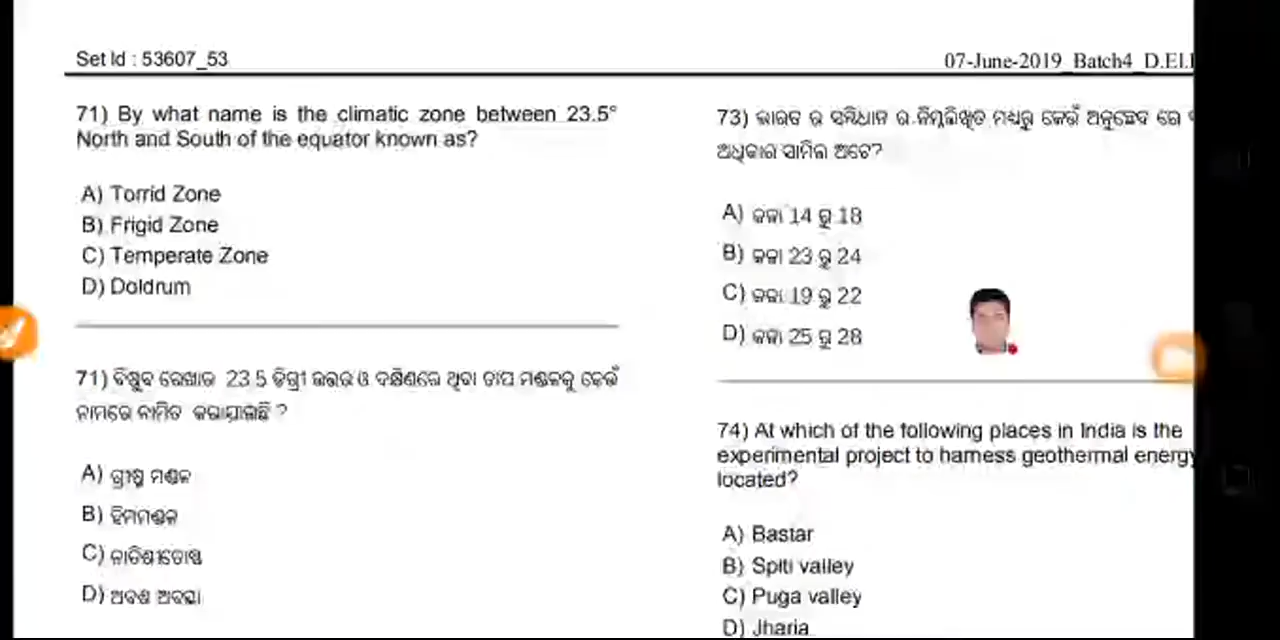 Set Id : 53607_53
07-June-2019_Batch4_D.El.
71) By what name is the climatic zone between 23.5°
North and South of the equator known as?
A) Torrid Zone
B) Frigid Zone
C) Temperate Zone
D) Doldrum
71) ବିଷୁବ ରେଖାର 23.5 ଡିଗ୍ରୀ ଉତ୍ତର ଓ ଦକ୍ଷିଣରେ ଥିବା ତାପ ମଣ୍ଡଳକୁ କେଉଁ
ନାମରେ ନାମିତ କରାଯାଇଛି ?
A) ଗ୍ରୀଷ୍ମ ମଣ୍ଡଳ
B) ହିମମଣ୍ଡଳ
C) ନାତିଶୀତୋଷ୍ଣ
D) ଅବଶ ଅବସ୍ଥା
73) ଭାରତ ର ସମ୍ବିଧାନ ର ନିମ୍ନଲିଖିତ ମଧ୍ୟରୁ କେଉଁ ଅନୁଚ୍ଛେଦ ରେ
ଅଧିକାର ସାମିଲ ଅଟେ?
A) କଳା 14 ରୁ 18
B) କଳା 23 ରୁ 24
C) କଳା 19 ରୁ 22
D) କଳା 25 ରୁ 28
74) At which of the following places in India is the
experimental project to harness geothermal energy
located?
A) Bastar
B) Spiti valley
C) Puga valley
D) Jharia